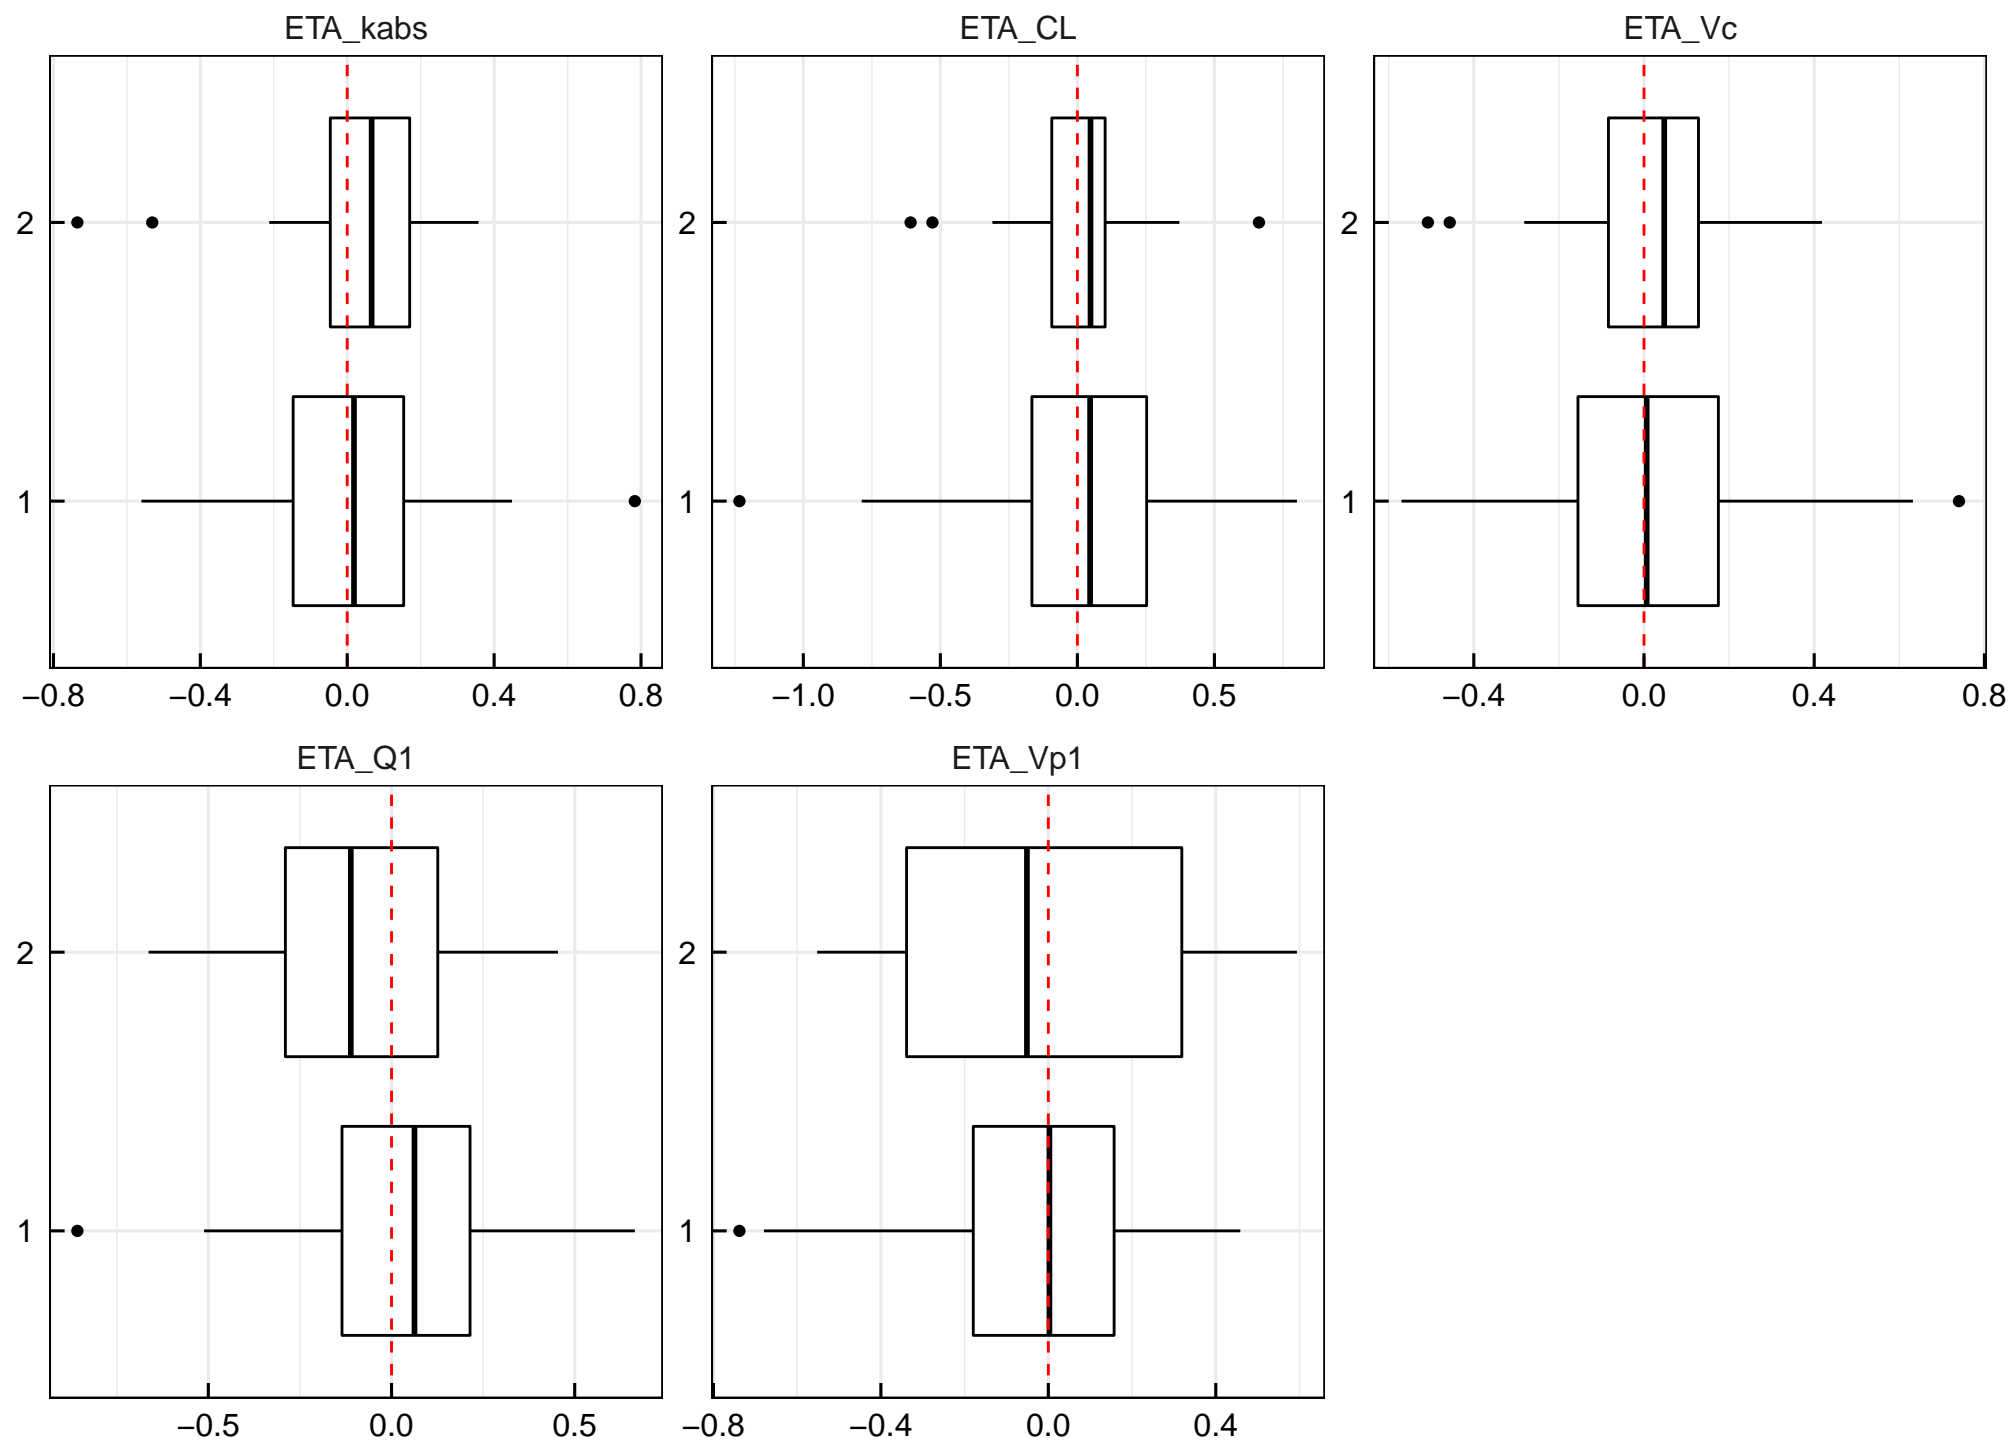 ETA_kabs ETA_CL ETA_Vc
2 2 2
1 1 1
−0.8 −0.4 0.0 0.4 0.8 −1.0 −0.5 0.0 0.5 −0.4 0.0 0.4 0.8
ETA_Q1 ETA_Vp1
2 2
1 1
−0.5 0.0 0.5 −0.8 −0.4 0.0 0.4